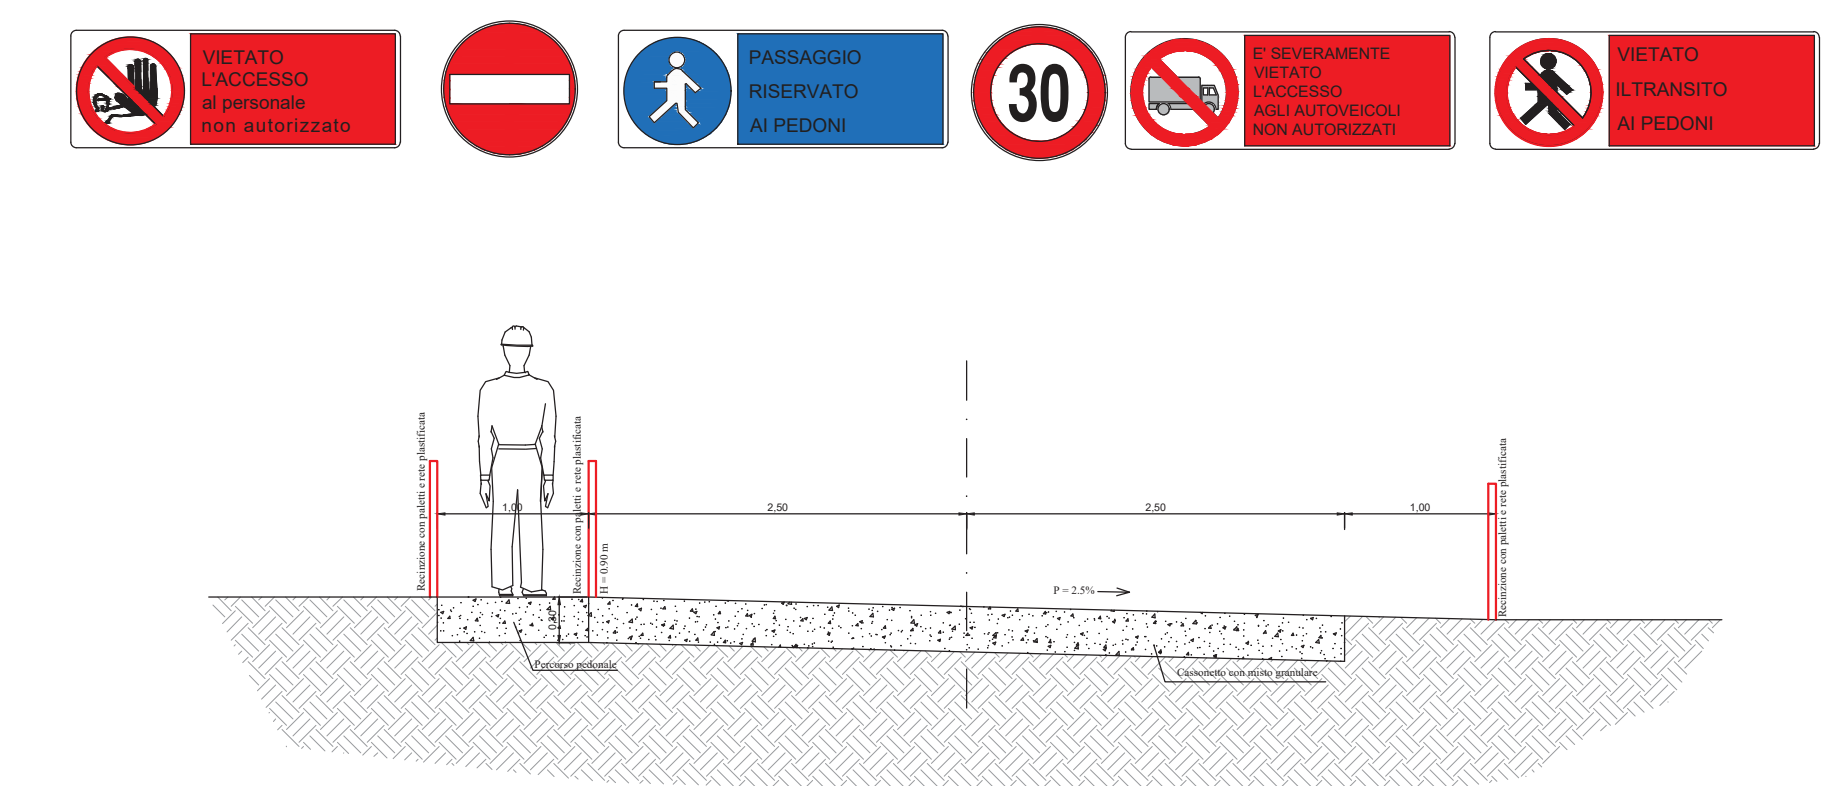 VIETATO
L'ACCESSO
al personale
non autorizzato
PASSAGGIO
RISERVATO
AI PEDONI
30
E' SEVERAMENTE
VIETATO
L'ACCESSO
AGLI AUTOVEICOLI
NON AUTORIZZATI
VIETATO
ILTRANSITO
AI PEDONI
Recinzione con paletti e rete plastificata
Recinzione con paletti e rete plastificata
H = 0.90 m
Recinzione con paletti e rete plastificata
1,00
2,50
2,50
1,00
P = 2.5%
0,30
Percorso pedonale
Cassonetto con misto granulare